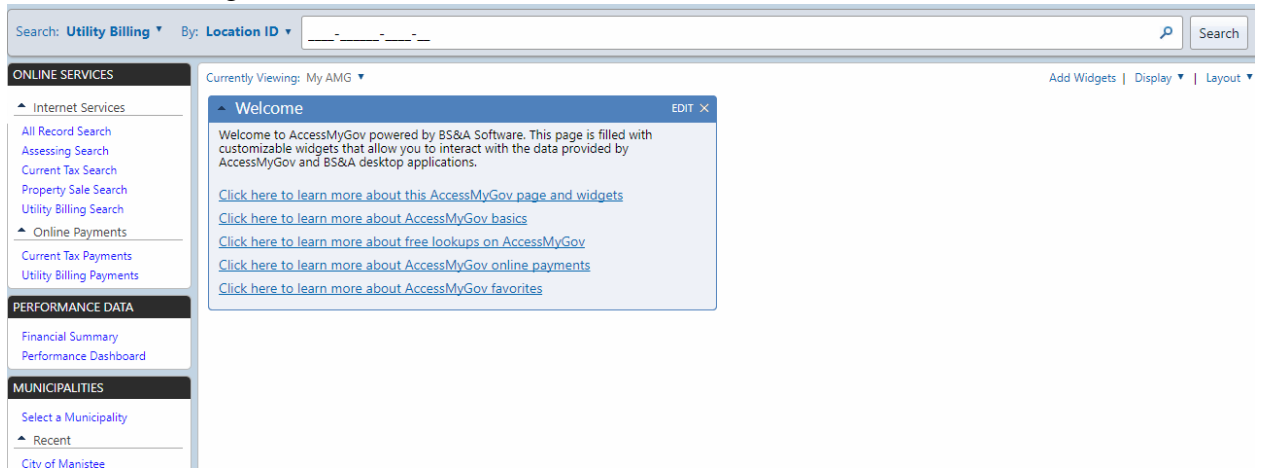 Search: Utility Billing ▼ By: Location ID ▼ ____-______-____-__ Search
ONLINE SERVICES
Internet Services
All Record Search
Assessing Search
Current Tax Search
Property Sale Search
Utility Billing Search
Online Payments
Current Tax Payments
Utility Billing Payments
PERFORMANCE DATA
Financial Summary
Performance Dashboard
MUNICIPALITIES
Select a Municipality
Recent
City of Manistee
Currently Viewing: My AMG ▼ Add Widgets | Display ▼ | Layout ▼
Welcome EDIT ×
Welcome to AccessMyGov powered by BS&A Software. This page is filled with
customizable widgets that allow you to interact with the data provided by
AccessMyGov and BS&A desktop applications.
Click here to learn more about this AccessMyGov page and widgets
Click here to learn more about AccessMyGov basics
Click here to learn more about free lookups on AccessMyGov
Click here to learn more about AccessMyGov online payments
Click here to learn more about AccessMyGov favorites